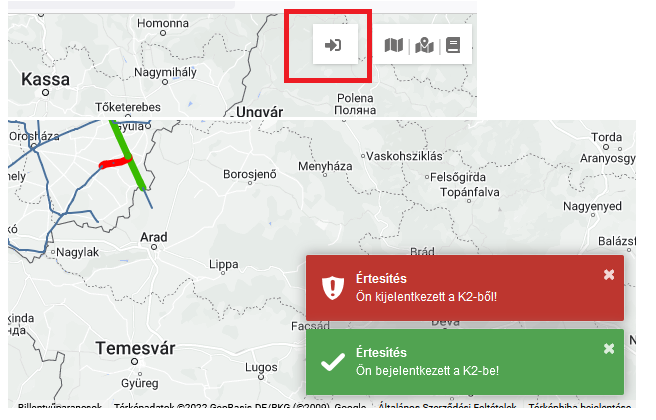 Homonna
Kassa
Nagymihály
Polena
Поляна
Tőketerebes
Ungvár
Gyula
Orosháza
Torda
Aranyosgy
Menyháza
Vaskohsziklás
Borosjenő
Felsőgirda
Topánfalva
Nagyenyed
Arad
Brád
Balázsf
Nagylak
Lippa
Értesítés
Ön kijelentkezett a K2-ből!
Facsád
Déva
Temesvár
Értesítés
Ön bejelentkezett a K2-be!
Lugos
Gyüreg
Billentyűparancsok
Térképadatok ©2022 GeoBasis-DE/BKG (©2009), Google
Általános Szerződési Feltételek
Térképhiba bejelentése